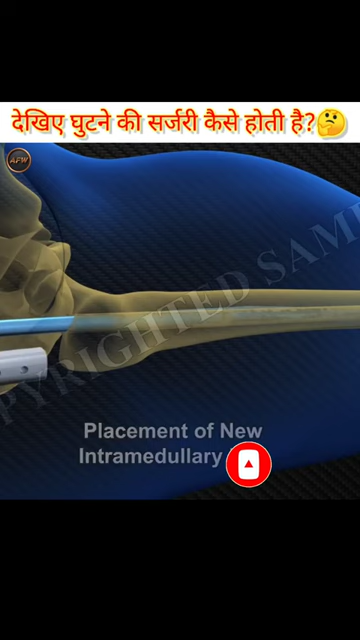 देखिए घुटने की सर्जरी कैसे होती है?🤔
AFW
PYRIGHTED SAM
Placement of New
Intramedullary